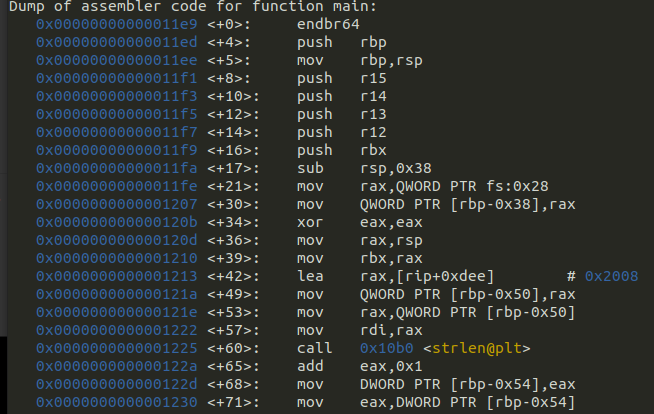 Dump of assembler code for function main:
0x00000000000011e9 <+0>: endbr64
0x00000000000011ed <+4>: push rbp
0x00000000000011ee <+5>: mov rbp,rsp
0x00000000000011f1 <+8>: push r15
0x00000000000011f3 <+10>: push r14
0x00000000000011f5 <+12>: push r13
0x00000000000011f7 <+14>: push r12
0x00000000000011f9 <+16>: push rbx
0x00000000000011fa <+17>: sub rsp,0x38
0x00000000000011fe <+21>: mov rax,QWORD PTR fs:0x28
0x0000000000001207 <+30>: mov QWORD PTR [rbp-0x38],rax
0x000000000000120b <+34>: xor eax,eax
0x000000000000120d <+36>: mov rax,rsp
0x0000000000001210 <+39>: mov rbx,rax
0x0000000000001213 <+42>: lea rax,[rip+0xdee] # 0x2008
0x000000000000121a <+49>: mov QWORD PTR [rbp-0x50],rax
0x000000000000121e <+53>: mov rax,QWORD PTR [rbp-0x50]
0x0000000000001222 <+57>: mov rdi,rax
0x0000000000001225 <+60>: call 0x10b0 <strlen@plt>
0x000000000000122a <+65>: add eax,0x1
0x000000000000122d <+68>: mov DWORD PTR [rbp-0x54],eax
0x0000000000001230 <+71>: mov eax,DWORD PTR [rbp-0x54]